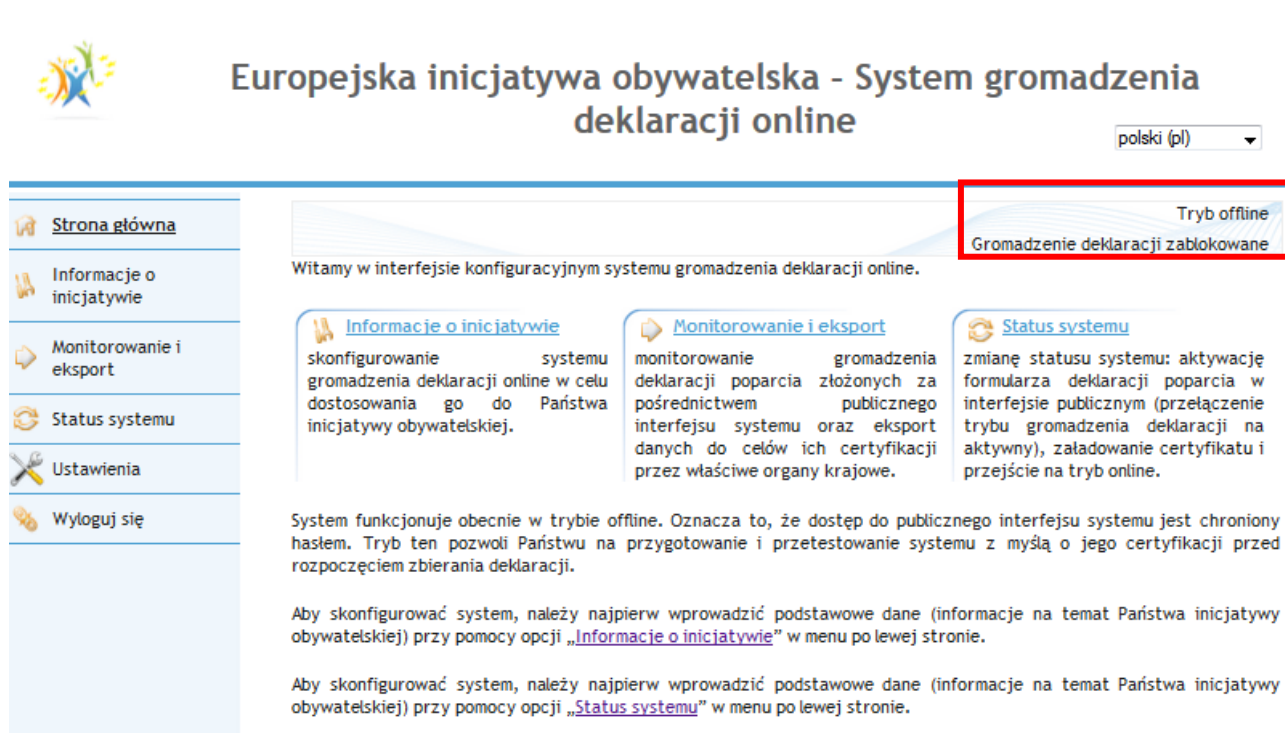 Europejska inicjatywa obywatelska - System gromadzenia
deklaracji online
polski (pl)
Strona główna
Informacje o
inicjatywie
Monitorowanie i
eksport
Status systemu
Ustawienia
Wyloguj się
Tryb offline
Gromadzenie deklaracji zablokowane
Witamy w interfejsie konfiguracyjnym systemu gromadzenia deklaracji online.
Informacje o inicjatywie
skonfigurowanie systemu
gromadzenia deklaracji online w celu
dostosowania go do Państwa
inicjatywy obywatelskiej.
Monitorowanie i eksport
monitorowanie gromadzenia
deklaracji poparcia złożonych za
pośrednictwem publicznego
interfejsu systemu oraz eksport
danych do celów ich certyfikacji
przez właściwe organy krajowe.
Status systemu
zmianę statusu systemu: aktywację
formularza deklaracji poparcia w
interfejsie publicznym (przełączenie
trybu gromadzenia deklaracji na
aktywny), załadowanie certyfikatu i
przejście na tryb online.
System funkcjonuje obecnie w trybie offline. Oznacza to, że dostęp do publicznego interfejsu systemu jest chroniony
hasłem. Tryb ten pozwoli Państwu na przygotowanie i przetestowanie systemu z myślą o jego certyfikacji przed
rozpoczęciem zbierania deklaracji.
Aby skonfigurować system, należy najpierw wprowadzić podstawowe dane (informacje na temat Państwa inicjatywy
obywatelskiej) przy pomocy opcji „Informacje o inicjatywie” w menu po lewej stronie.
Aby skonfigurować system, należy najpierw wprowadzić podstawowe dane (informacje na temat Państwa inicjatywy
obywatelskiej) przy pomocy opcji „Status systemu” w menu po lewej stronie.